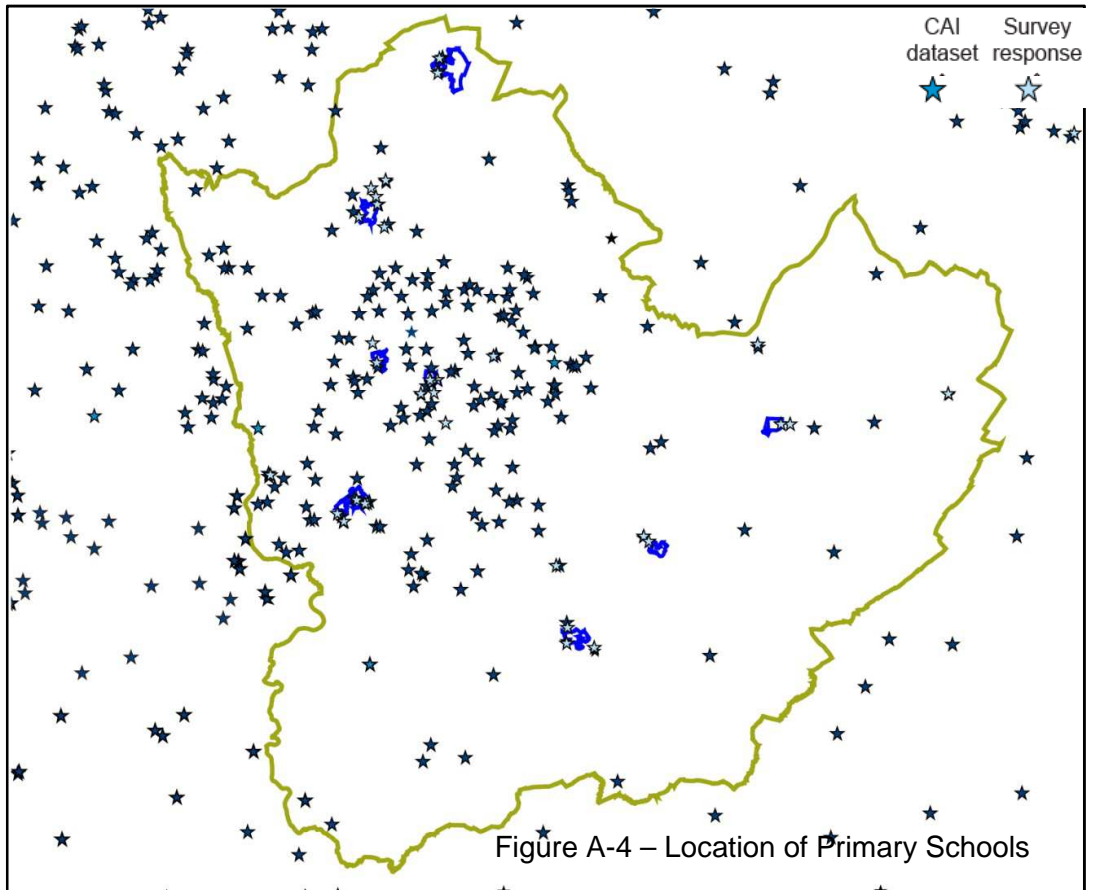 CAI dataset
Survey response
Figure A-4 – Location of Primary Schools